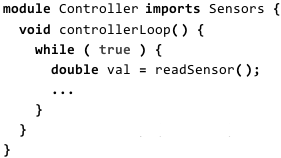 module Controller imports Sensors {
  void controllerLoop() {
    while ( true ) {
      double val = readSensor();
      ...
    }
  }
}